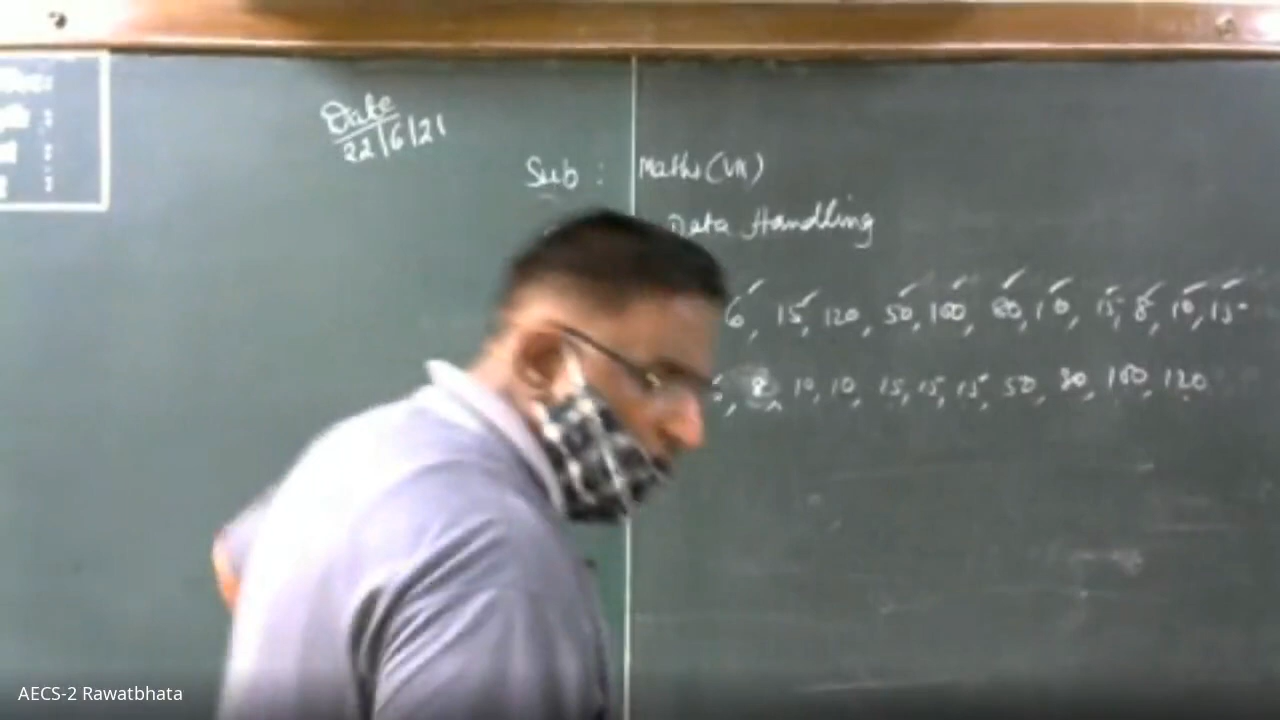 Date
22/6/21
Sub : Maths (VII)
Data Handling
6, 15, 120, 50, 100, 80, 10, 15, 8, 10, 15
8, 10, 10, 15, 15, 15, 50, 80, 100, 120
AECS-2 Rawatbhata